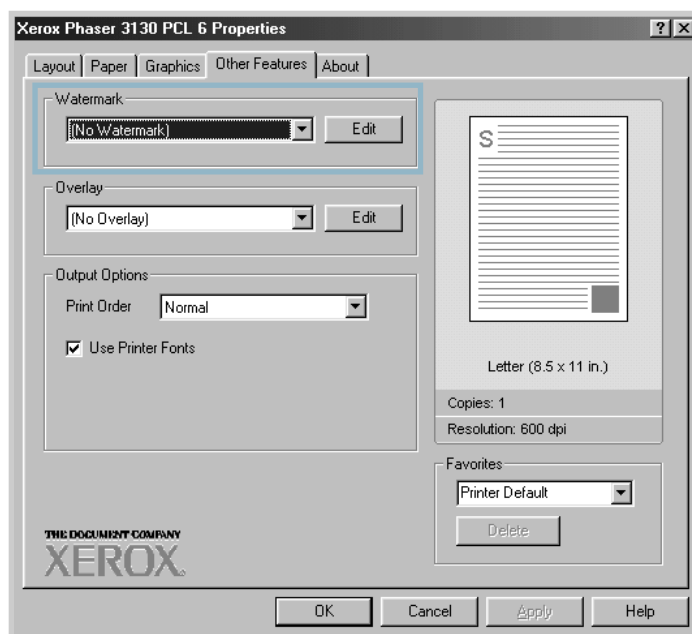 Xerox Phaser 3130 PCL 6 Properties
Layout Paper Graphics Other Features About
Watermark
(No Watermark) Edit
Overlay
(No Overlay) Edit
Output Options
Print Order Normal
Use Printer Fonts
S
Letter (8.5 x 11 in.)
Copies: 1
Resolution: 600 dpi
Favorites
Printer Default
Delete
THE DOCUMENT COMPANY
XEROX
OK Cancel Apply Help